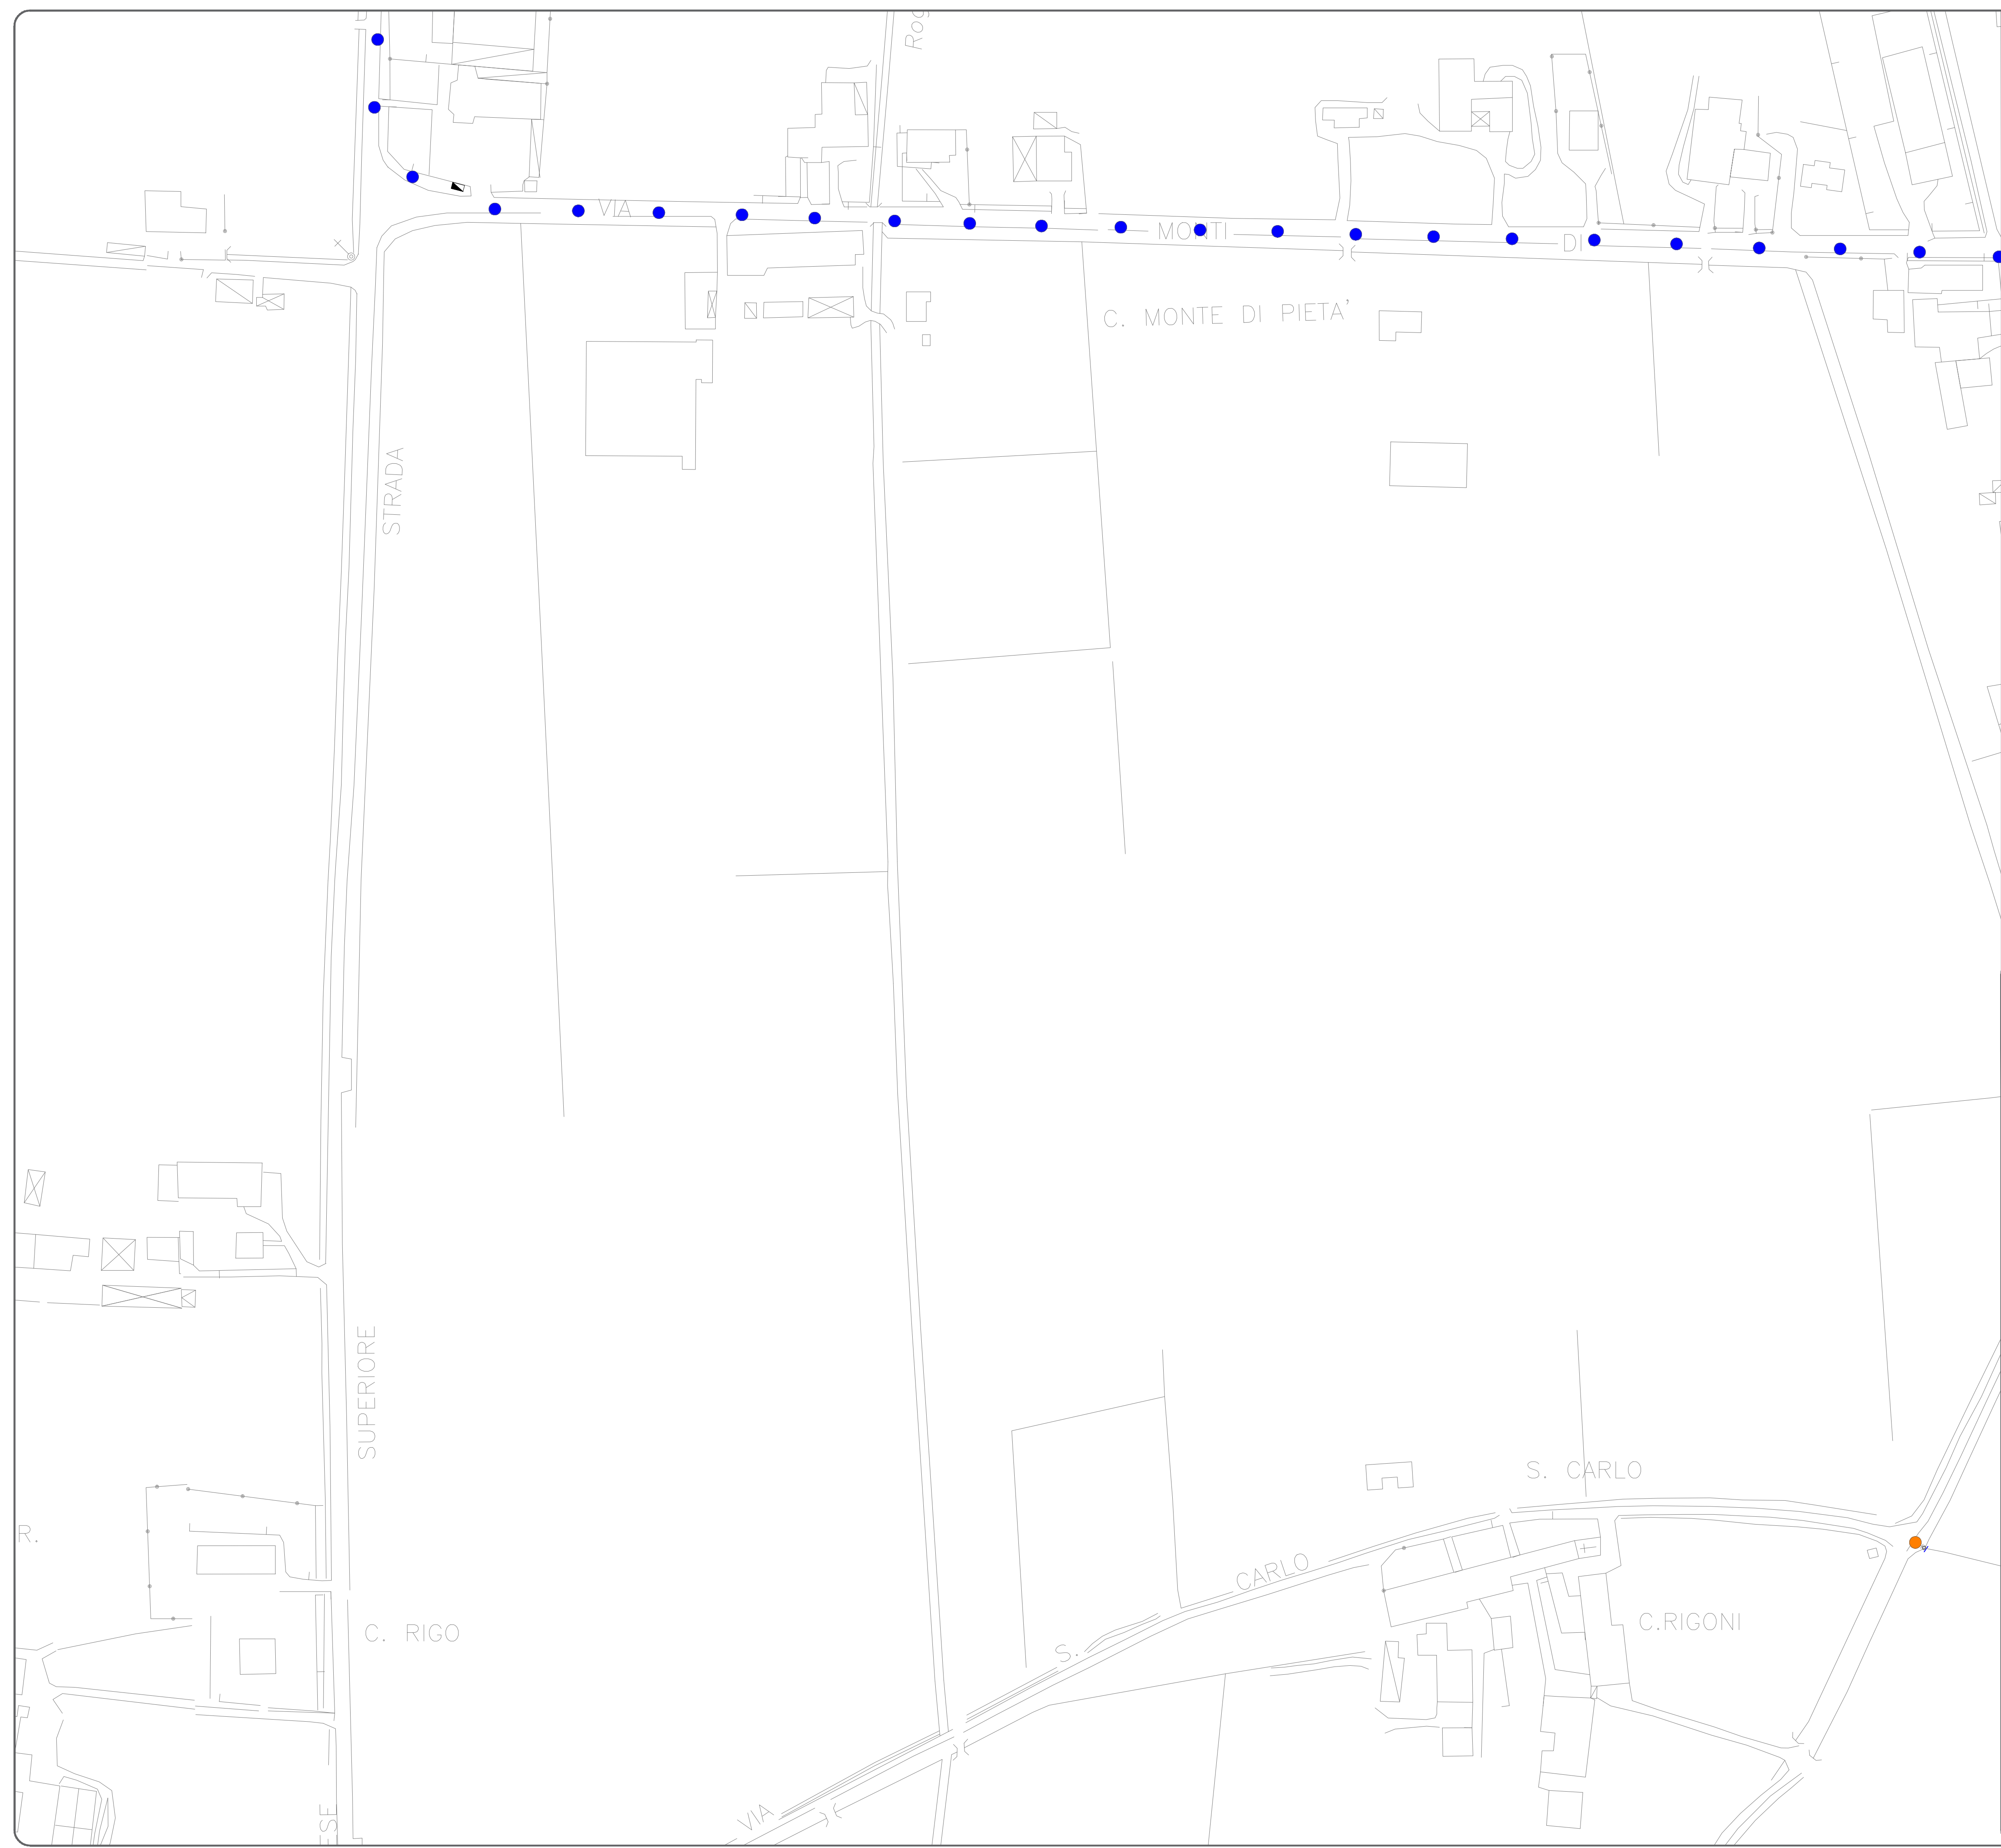 VIA MONTI DI
C. MONTE DI PIETA'
STRADA
SUPERIORE
S. CARLO
R.
VIA S. CARLO
C. RIGO
C.RIGONI